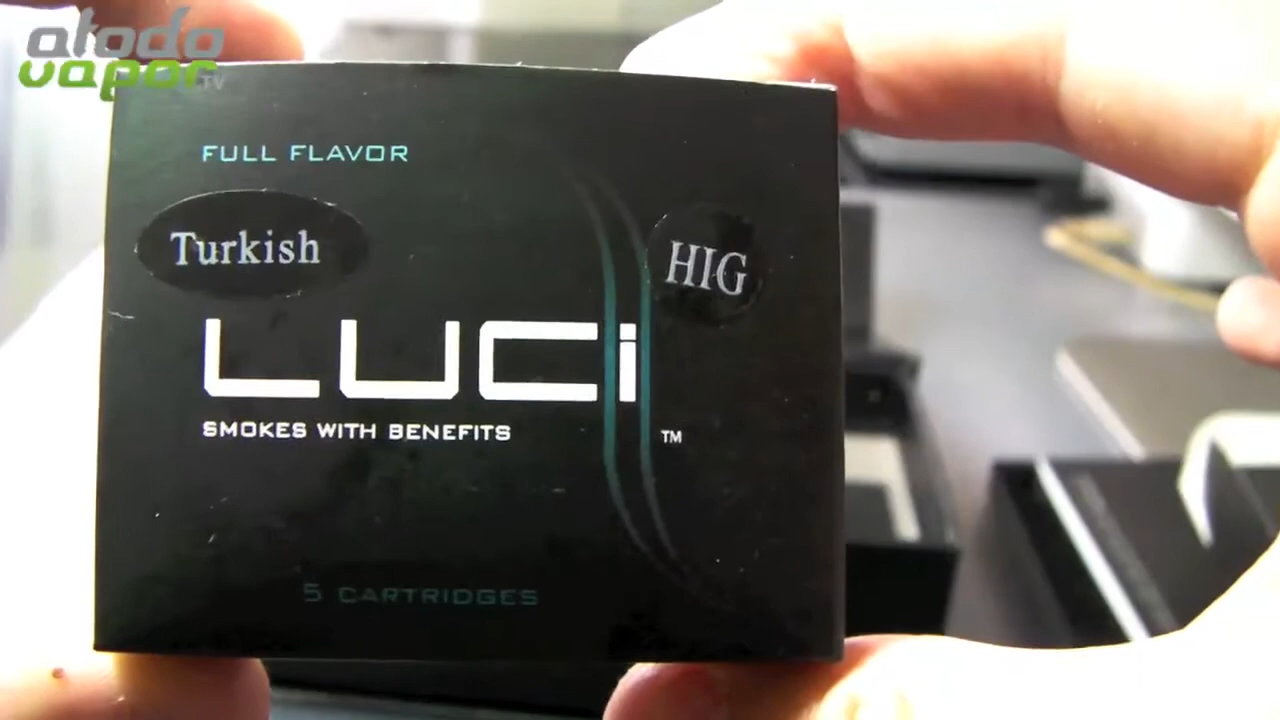 atodo
vapor.TV
FULL FLAVOR
Turkish
HIG
LUCi
SMOKES WITH BENEFITS
TM
5 CARTRIDGES